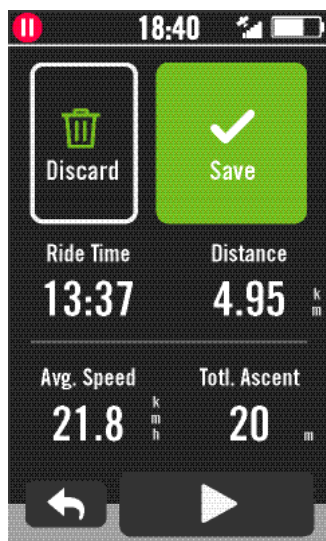 18:40
Discard Save
Ride Time Distance
13:37 4.95 km
Avg. Speed Totl. Ascent
21.8 kmh 20 m